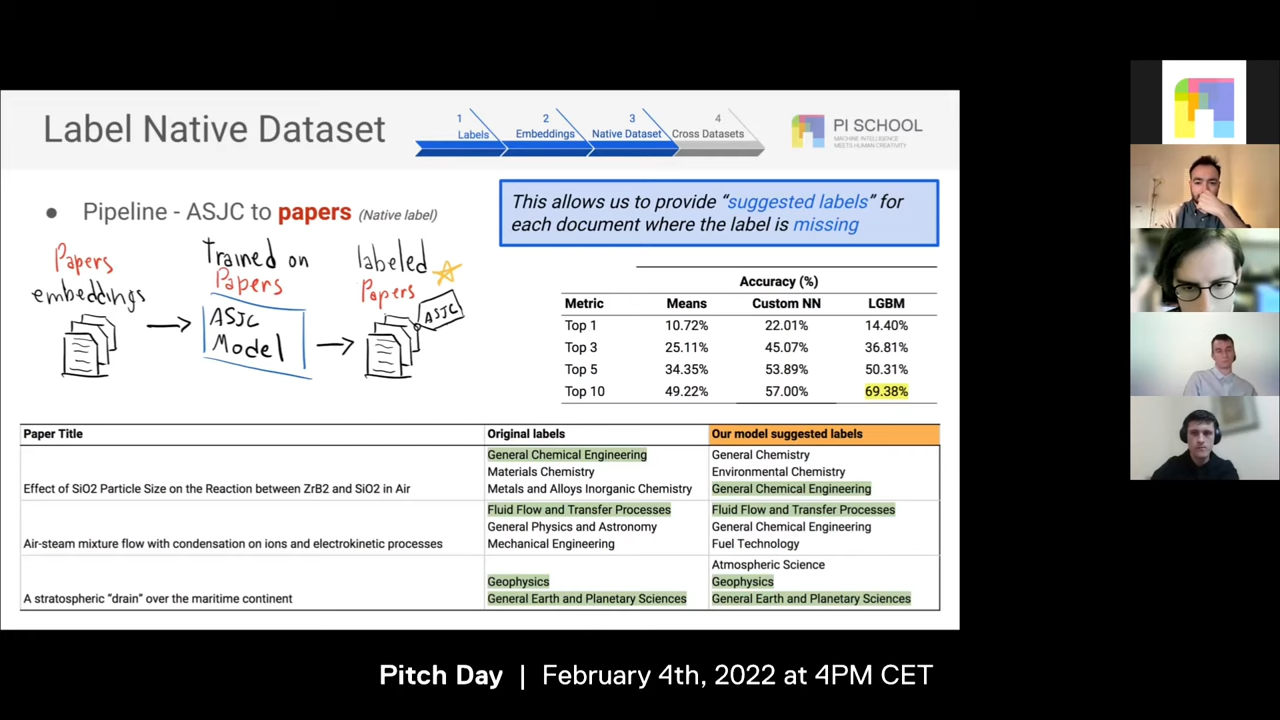 Label Native Dataset
1
Labels
2
Embeddings
3
Native Dataset
4
Cross Datasets
PI SCHOOL
MACHINE INTELLIGENCE
MEETS HUMAN CREATIVITY
● Pipeline - ASJC to papers (Native label)
This allows us to provide “suggested labels” for
each document where the label is missing
Papers
embeddings
Trained on
Papers
ASJC
Model
labeled
Papers
ASJC
Accuracy (%)
Metric Means Custom NN LGBM
Top 1 10.72% 22.01% 14.40%
Top 3 25.11% 45.07% 36.81%
Top 5 34.35% 53.89% 50.31%
Top 10 49.22% 57.00% 69.38%
Paper Title Original labels Our model suggested labels
General Chemical Engineering General Chemistry
Materials Chemistry Environmental Chemistry
Effect of SiO2 Particle Size on the Reaction between ZrB2 and SiO2 in Air Metals and Alloys Inorganic Chemistry General Chemical Engineering
Fluid Flow and Transfer Processes Fluid Flow and Transfer Processes
General Physics and Astronomy General Chemical Engineering
Air-steam mixture flow with condensation on ions and electrokinetic processes Mechanical Engineering Fuel Technology
Atmospheric Science
Geophysics Geophysics
A stratospheric “drain” over the maritime continent General Earth and Planetary Sciences General Earth and Planetary Sciences
Pitch Day | February 4th, 2022 at 4PM CET